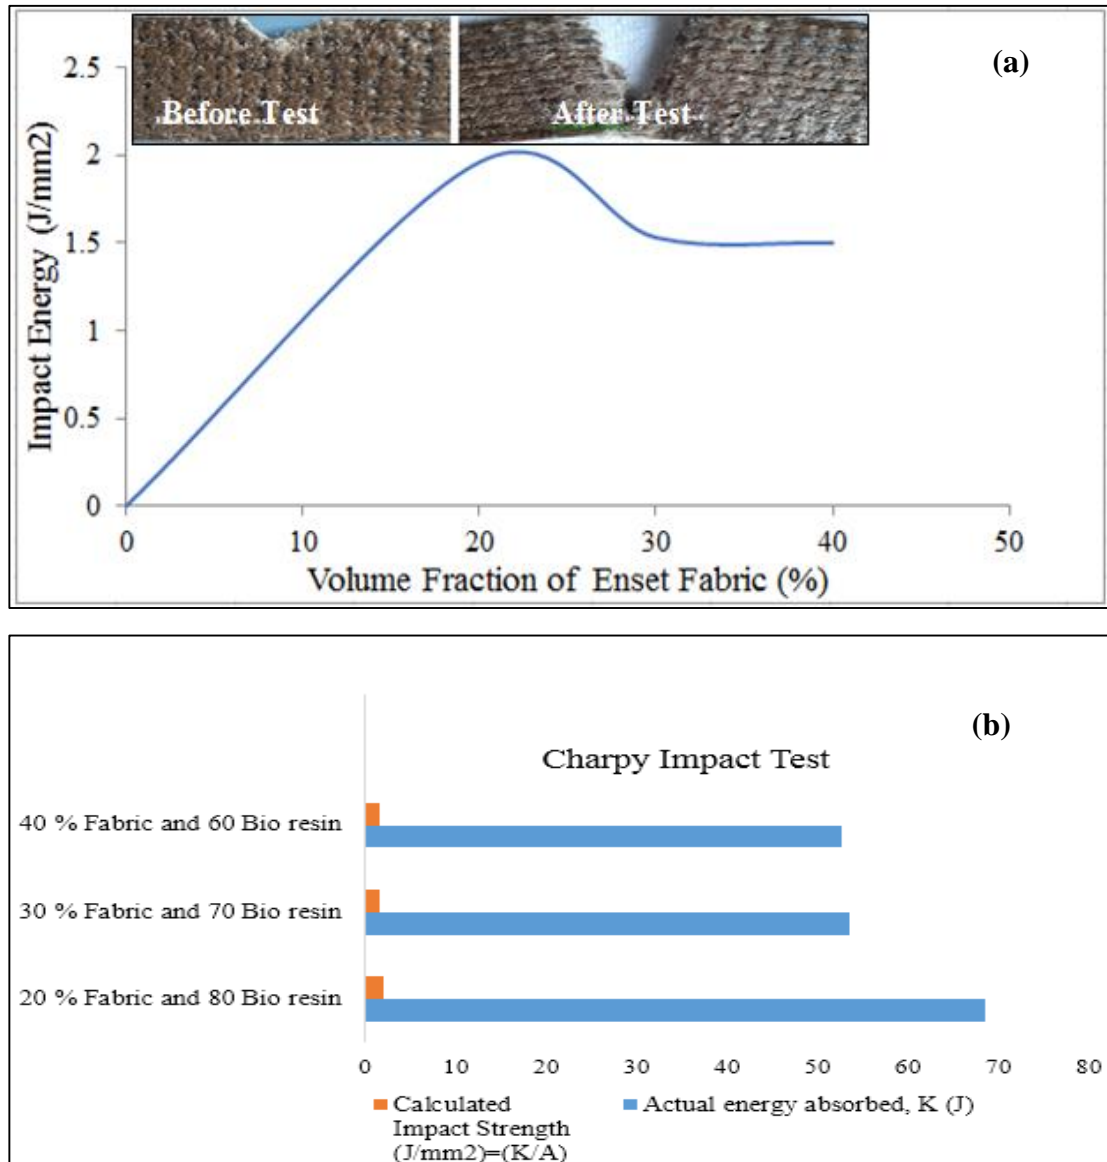 (a)
Before Test
After Test
2.5
2
1.5
1
0.5
0
Impact Energy (J/mm2)
0 10 20 30 40 50
Volume Fraction of Enset Fabric (%)
(b)
Charpy Impact Test
40 % Fabric and 60 Bio resin
30 % Fabric and 70 Bio resin
20 % Fabric and 80 Bio resin
0 10 20 30 40 50 60 70 80
Calculated
Impact Strength
(J/mm2)=(K/A)
Actual energy absorbed, K (J)